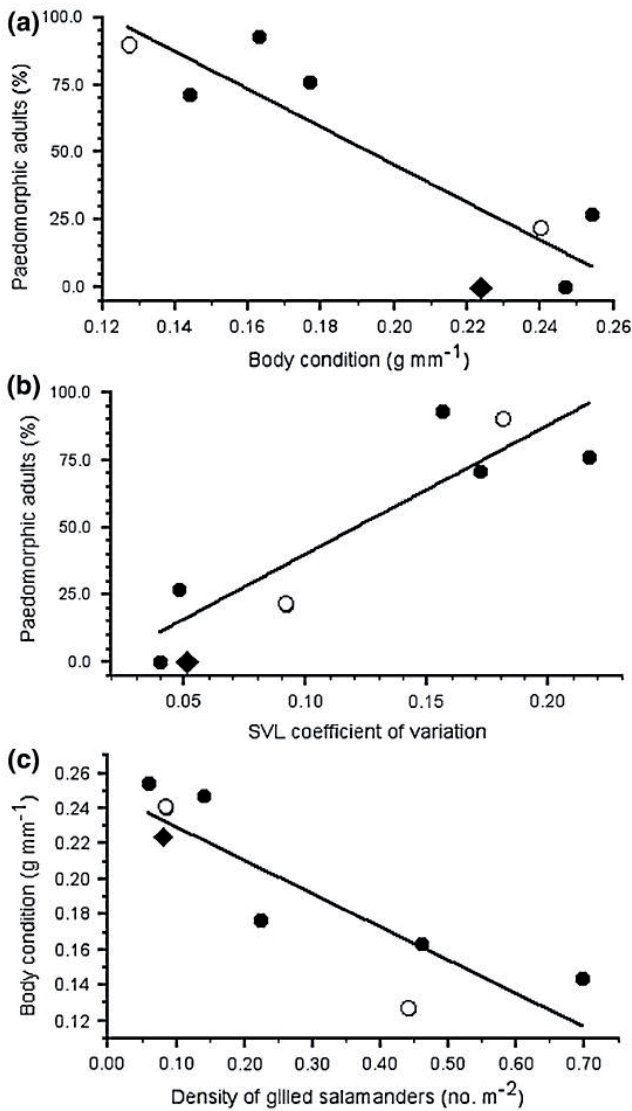 (a)
100.0
75.0
50.0
25.0
0.0
Paedomorphic adults (%)
0.12 0.14 0.16 0.18 0.20 0.22 0.24 0.26
Body condition (g mm⁻¹)
(b)
100.0
75.0
50.0
25.0
0.0
Paedomorphic adults (%)
0.05 0.10 0.15 0.20
SVL coefficient of variation
(c)
0.26
0.24
0.22
0.20
0.18
0.16
0.14
0.12
Body condition (g mm⁻¹)
0.00 0.10 0.20 0.30 0.40 0.50 0.60 0.70
Density of gilled salamanders (no. m⁻²)